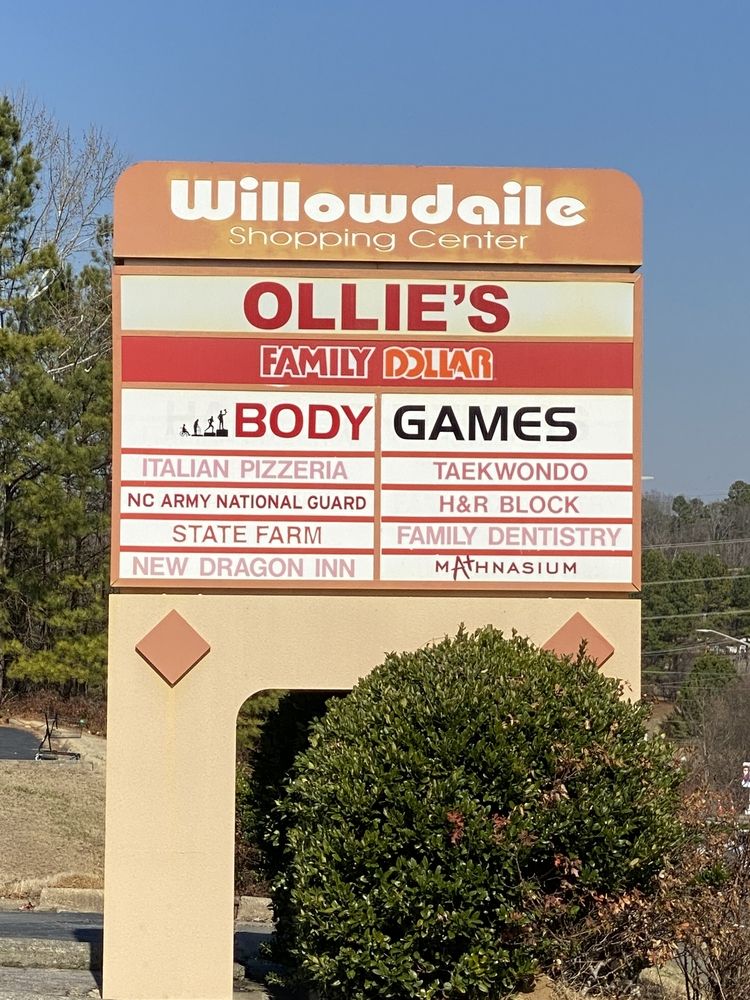 Willowdaile
Shopping Center
OLLIE'S
FAMILY DOLLAR
BODY GAMES
ITALIAN PIZZERIA
TAEKWONDO
NC ARMY NATIONAL GUARD
H&R BLOCK
STATE FARM
FAMILY DENTISTRY
NEW DRAGON INN
MATHNASIUM